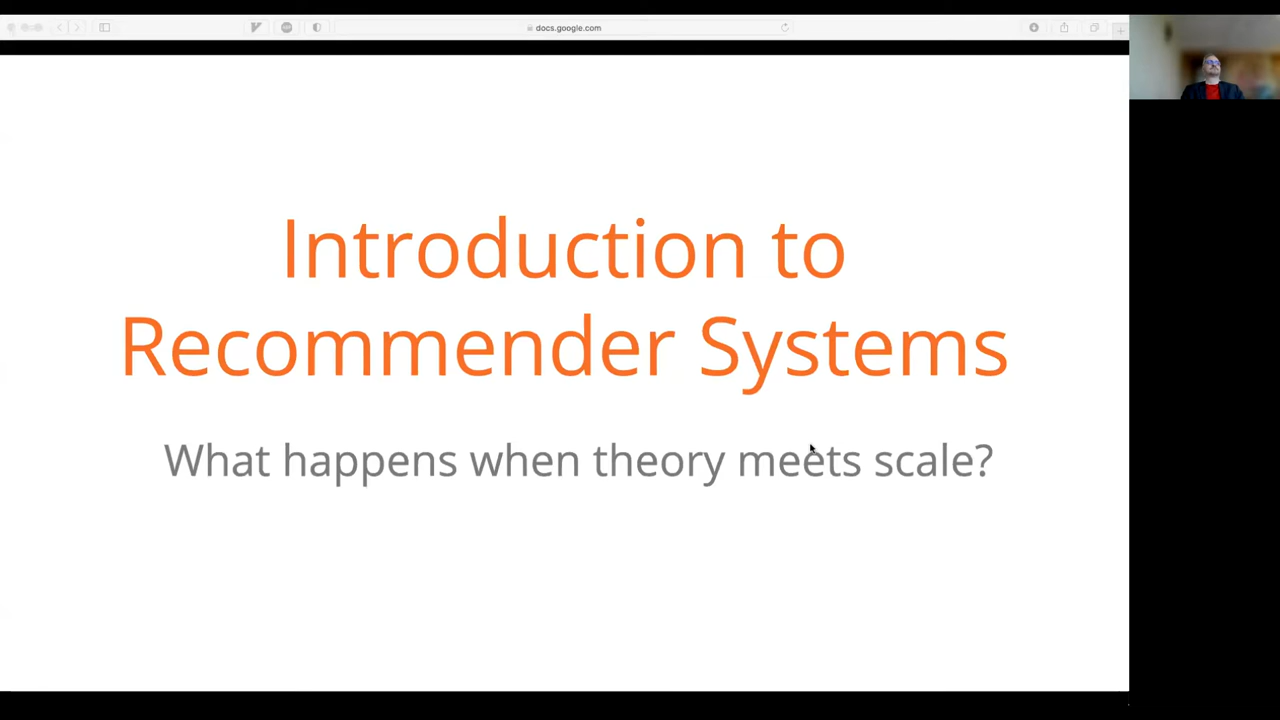 docs.google.com
Introduction to
Recommender Systems
What happens when theory meets scale?